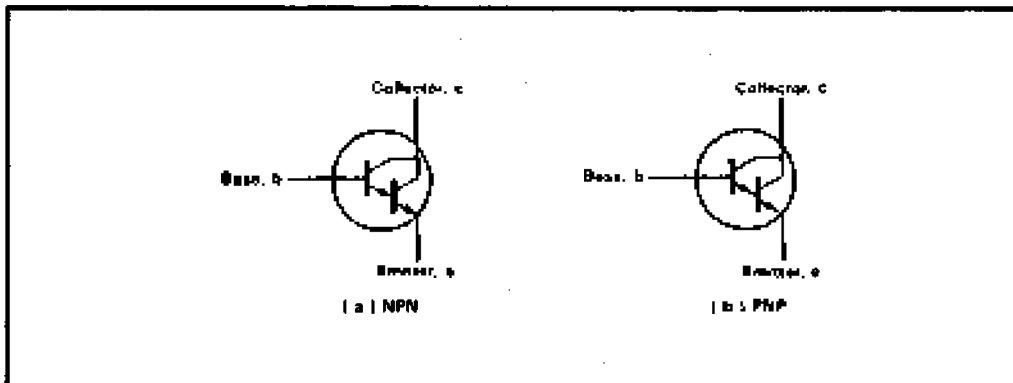 Collector, c
Collector, c
Base, b
Base, b
Emitter, e
Emitter, e
( a ) NPN
( b ) PNP